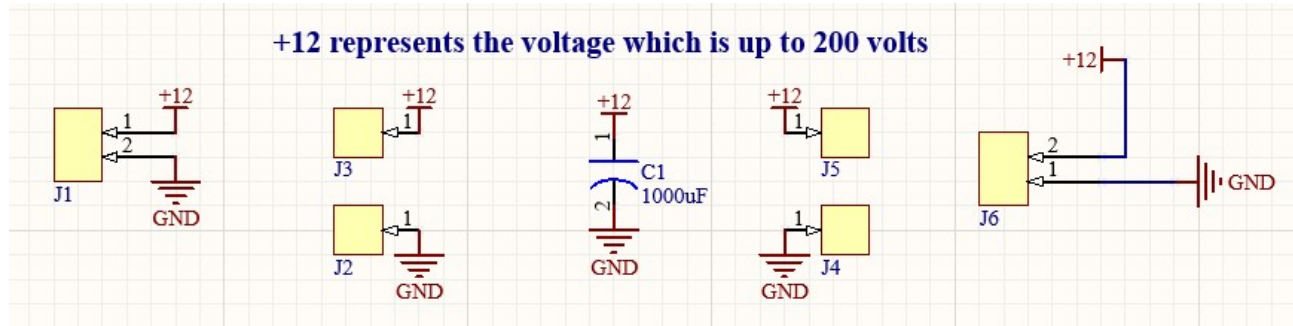 +12 represents the voltage which is up to 200 volts
+12
1
2
J1
GND
+12
1
J3
1
J2
GND
+12
1
C1
1000uF
2
GND
+12
1
J5
1
J4
GND
+12
2
1
J6
GND